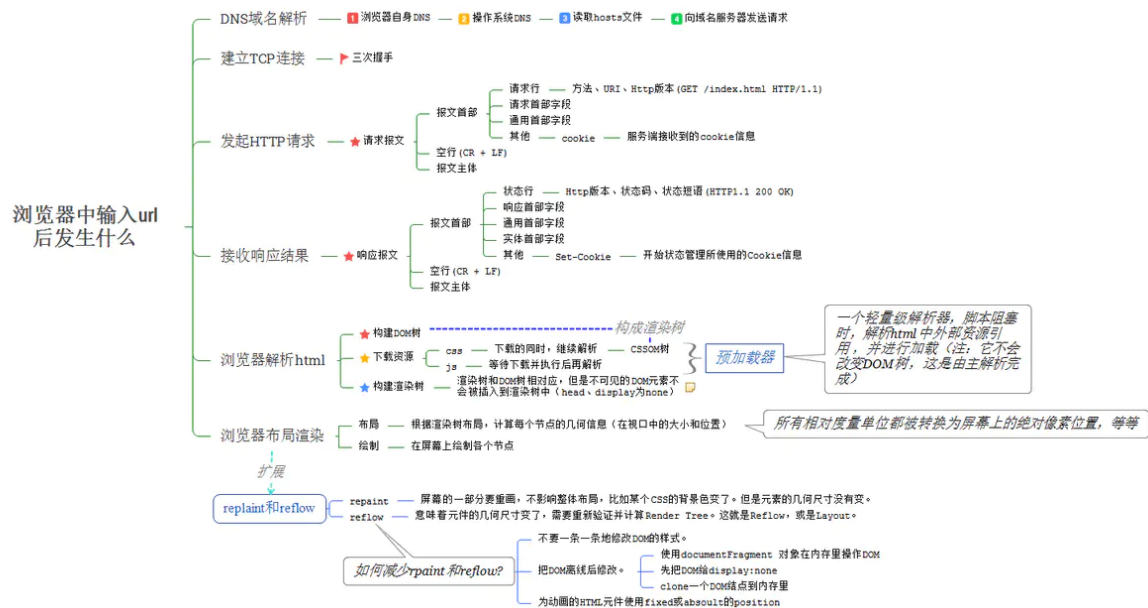 浏览器中输入url
后发生什么
DNS域名解析
1 浏览器自身DNS
2 操作系统DNS
3 读取hosts文件
4 向域名服务器发送请求
建立TCP连接
三次握手
发起HTTP请求
请求报文
报文首部
请求行
方法、URI、Http版本(GET /index.html HTTP/1.1)
请求首部字段
通用首部字段
其他
cookie
服务端接收到的cookie信息
空行(CR + LF)
报文主体
接收响应结果
响应报文
报文首部
状态行
Http版本、状态码、状态短语(HTTP1.1 200 OK)
响应首部字段
通用首部字段
实体首部字段
其他
Set-Cookie
开始状态管理所使用的Cookie信息
空行(CR + LF)
报文主体
浏览器解析html
构建DOM树
构成渲染树
下载资源
css
下载的同时，继续解析
CSSOM树
js
等待下载并执行后再解析
预加载器
一个轻量级解析器，脚本阻塞
时，解析html中外部资源引
用，并进行加载（注：它不会
改变DOM树，这是由主解析完
成）
构建渲染树
渲染树和DOM树相对应，但是不可见的DOM元素不
会被插入到渲染树中（head、display为none）
浏览器布局渲染
布局
根据渲染树布局，计算每个节点的几何信息（在视口中的大小和位置）
所有相对度量单位都被转换为屏幕上的绝对像素位置，等等
绘制
在屏幕上绘制各个节点
扩展
replaint和reflow
repaint
屏幕的一部分要重画，不影响整体布局，比如某个CSS的背景色变了。但是元素的几何尺寸没有变。
reflow
意味着元件的几何尺寸变了，需要重新验证并计算Render Tree。这就是Reflow，或是Layout。
如何减少rpaint 和reflow?
不要一条一条地修改DOM的样式。
把DOM离线后修改。
使用documentFragment 对象在内存里操作DOM
先把DOM给display:none
clone一个DOM结点到内存里
为动画的HTML元件使用fixed或absoult的position